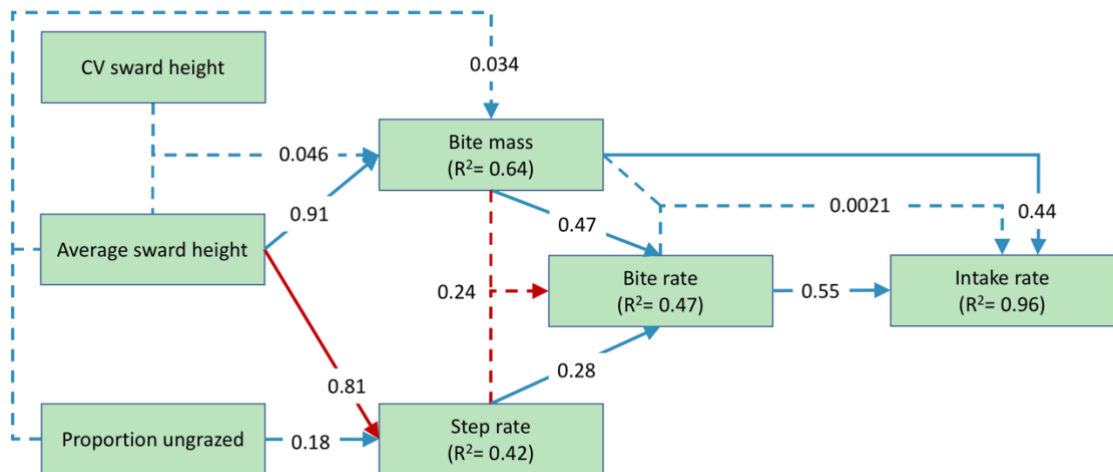 CV sward height
0.034
Bite mass
(R²= 0.64)
0.046
0.91
Average sward height
0.47
0.0021
0.44
0.24
Bite rate
(R²= 0.47)
0.55
Intake rate
(R²= 0.96)
0.81
0.28
Proportion ungrazed
0.18
Step rate
(R²= 0.42)